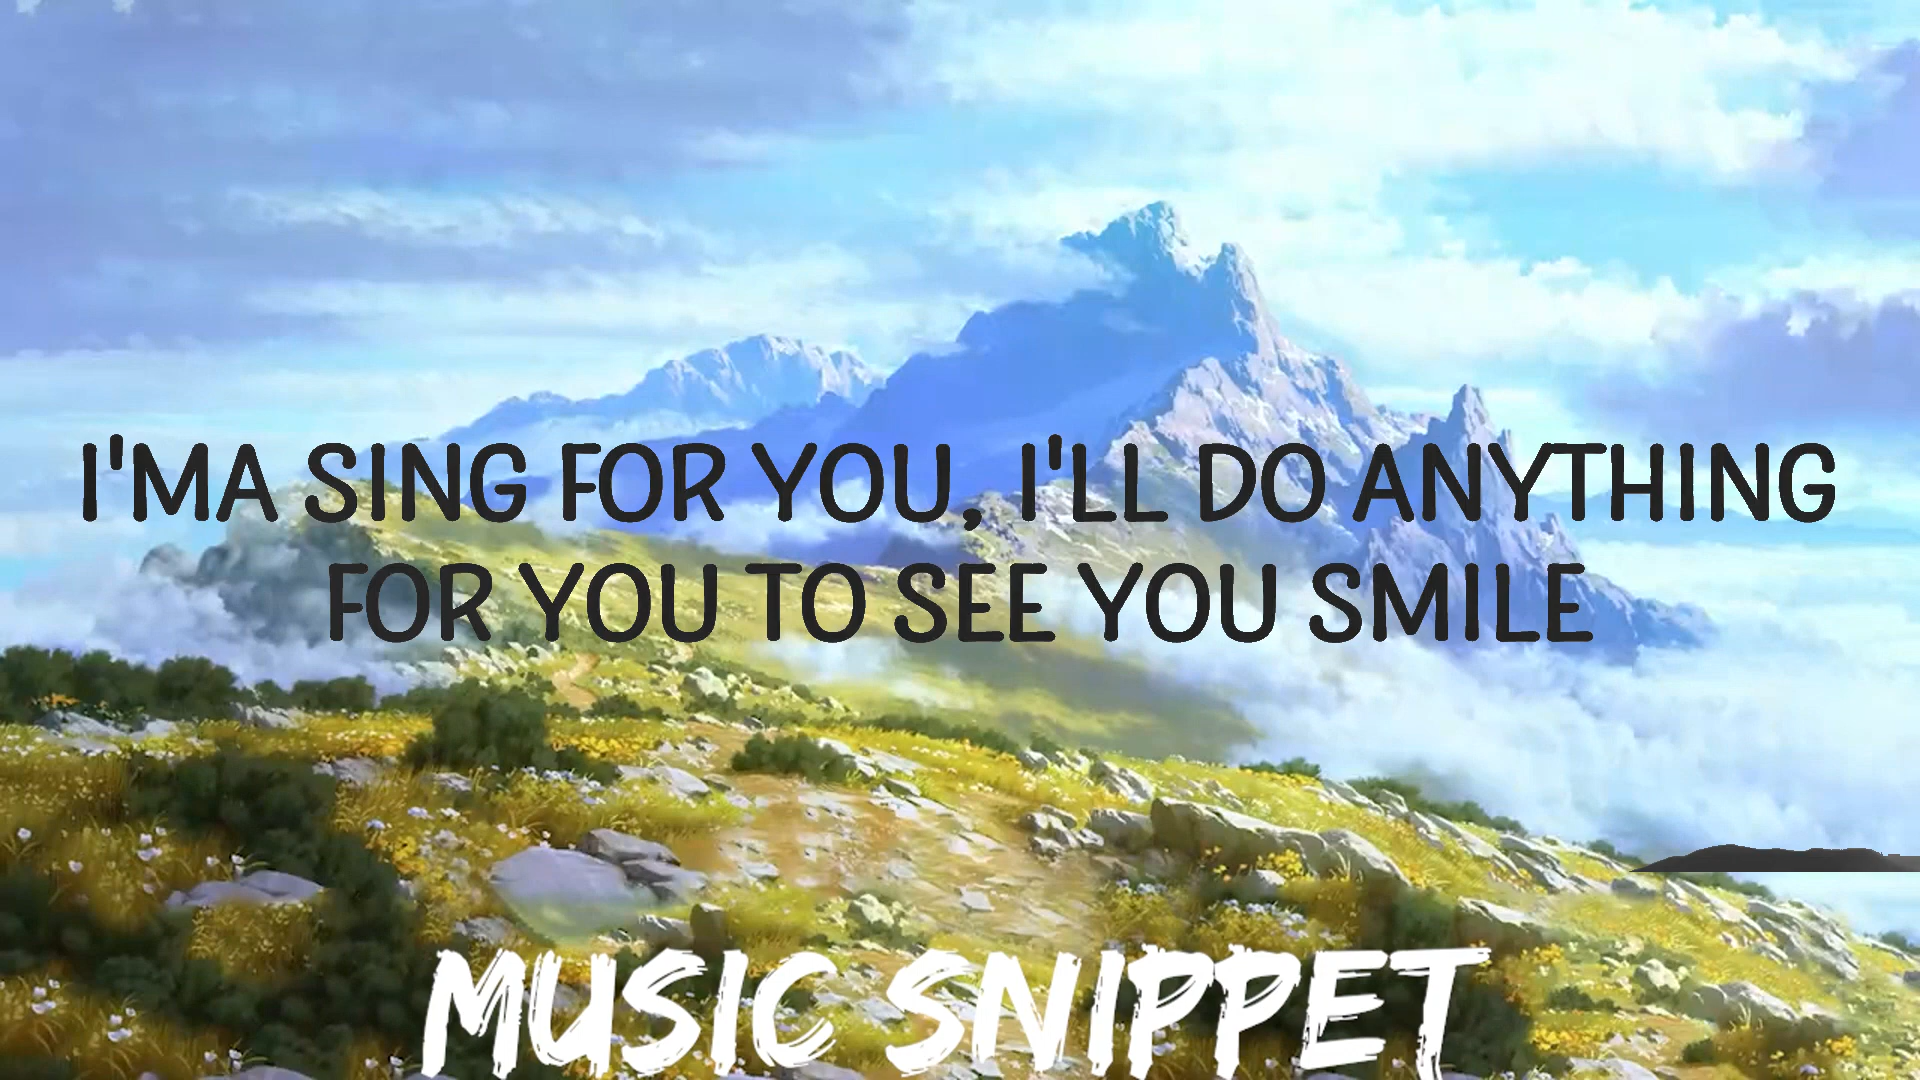 I'MA SING FOR YOU, I'LL DO ANYTHING
FOR YOU TO SEE YOU SMILE
MUSIC SNIPPET